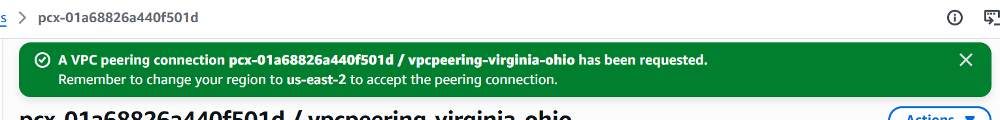 s > pcx-01a68826a440f501d
A VPC peering connection pcx-01a68826a440f501d / vpcpeering-virginia-ohio has been requested.
Remember to change your region to us-east-2 to accept the peering connection.
pcx-01a68826a440f501d / vpcpeering-virginia-ohio
Actions